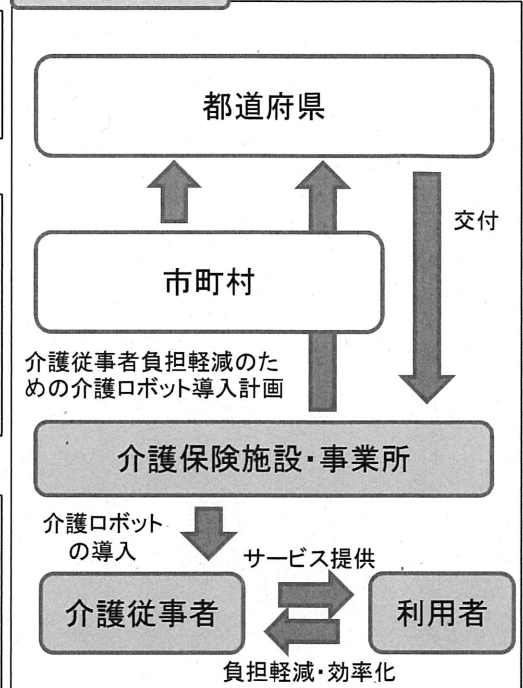 都道府県
交付
市町村
介護従事者負担軽減のた
めの介護ロボット導入計画
介護保険施設・事業所
介護ロボット
の導入
サービス提供
介護従事者
利用者
負担軽減・効率化